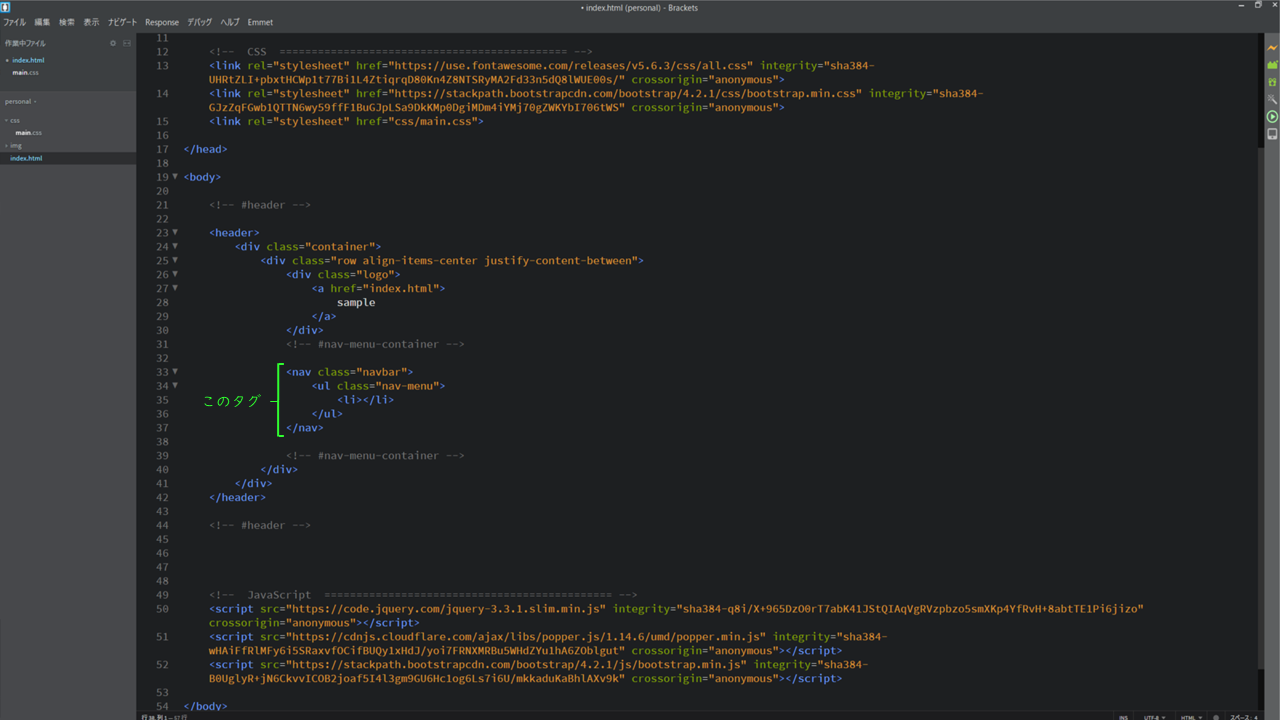 • index.html (personal) - Brackets
ファイル 編集 検索 表示 ナビゲート Response デバッグ ヘルプ Emmet
作業中ファイル
index.html
main.css
personal
css
main.css
img
index.html
11
12 <!--  CSS  ============================================= -->
13 <link rel="stylesheet" href="https://use.fontawesome.com/releases/v5.6.3/css/all.css" integrity="sha384-
UHRtZLI+pbxtHCWp1t77Bi1L4ZtiqrqD80Kn4Z8NTSRyMA2Fd33n5dQ8lWUE00s/" crossorigin="anonymous">
14 <link rel="stylesheet" href="https://stackpath.bootstrapcdn.com/bootstrap/4.2.1/css/bootstrap.min.css" integrity="sha384-
GJzZqFGwb1QTTN6wy59ffF1BuGJpLSa9DkKMp0DgiMDm4iYMj70gZWKYbI706tWS" crossorigin="anonymous">
15 <link rel="stylesheet" href="css/main.css">
16
17 </head>
18
19 <body>
20
21 <!-- #header -->
22
23 <header>
24 <div class="container">
25 <div class="row align-items-center justify-content-between">
26 <div class="logo">
27 <a href="index.html">
28 sample
29 </a>
30 </div>
31 <!-- #nav-menu-container -->
32
33 <nav class="navbar">
34 <ul class="nav-menu">
このタグ
35 <li></li>
36 </ul>
37 </nav>
38
39 <!-- #nav-menu-container -->
40 </div>
41 </div>
42 </header>
43
44 <!-- #header -->
45
46
47
48
49 <!--  JavaScript  ============================================= -->
50 <script src="https://code.jquery.com/jquery-3.3.1.slim.min.js" integrity="sha384-q8i/X+965DzO0rT7abK41JStQIAqVgRVzpbzo5smXKp4YfRvH+8abtTE1Pi6jizo"
crossorigin="anonymous"></script>
51 <script src="https://cdnjs.cloudflare.com/ajax/libs/popper.js/1.14.6/umd/popper.min.js" integrity="sha384-
wHAiFfRlMFy6i5SRaxvfOCifBUQy1xHdJ/yoi7FRNXMRBu5WHdZYu1hA6ZOblgut" crossorigin="anonymous"></script>
52 <script src="https://stackpath.bootstrapcdn.com/bootstrap/4.2.1/js/bootstrap.min.js" integrity="sha384-
B0UglyR+jN6CkvvICOB2joaf5I4l3gm9GU6Hc1og6Ls7i6U/mkkaduKaBhlAXv9k" crossorigin="anonymous"></script>
53
54 </body>
行 38, 列 1 — 57 行 INS UTF-8 HTML スペース: 4